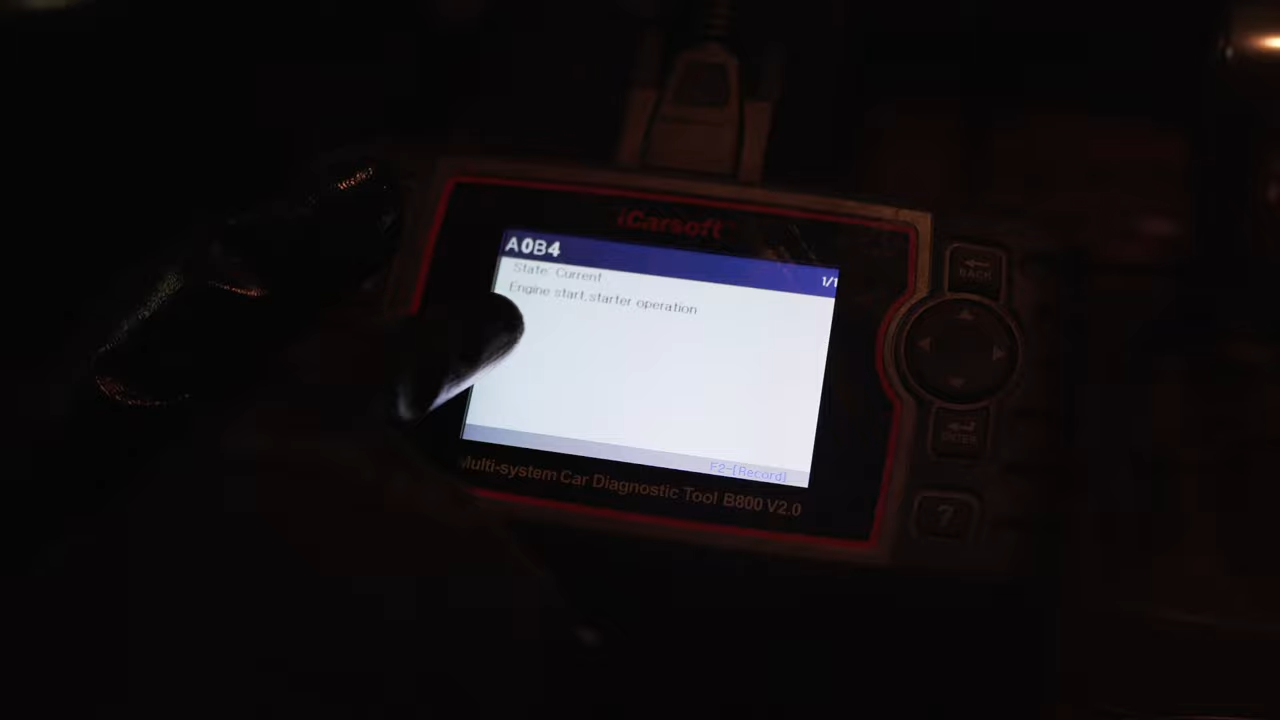 iCarsoft™
A0B4
1/1
State: Current
Engine start,starter operation
F2-[Record]
Multi-system Car Diagnostic Tool B800 V2.0
BACK
ENTER
?